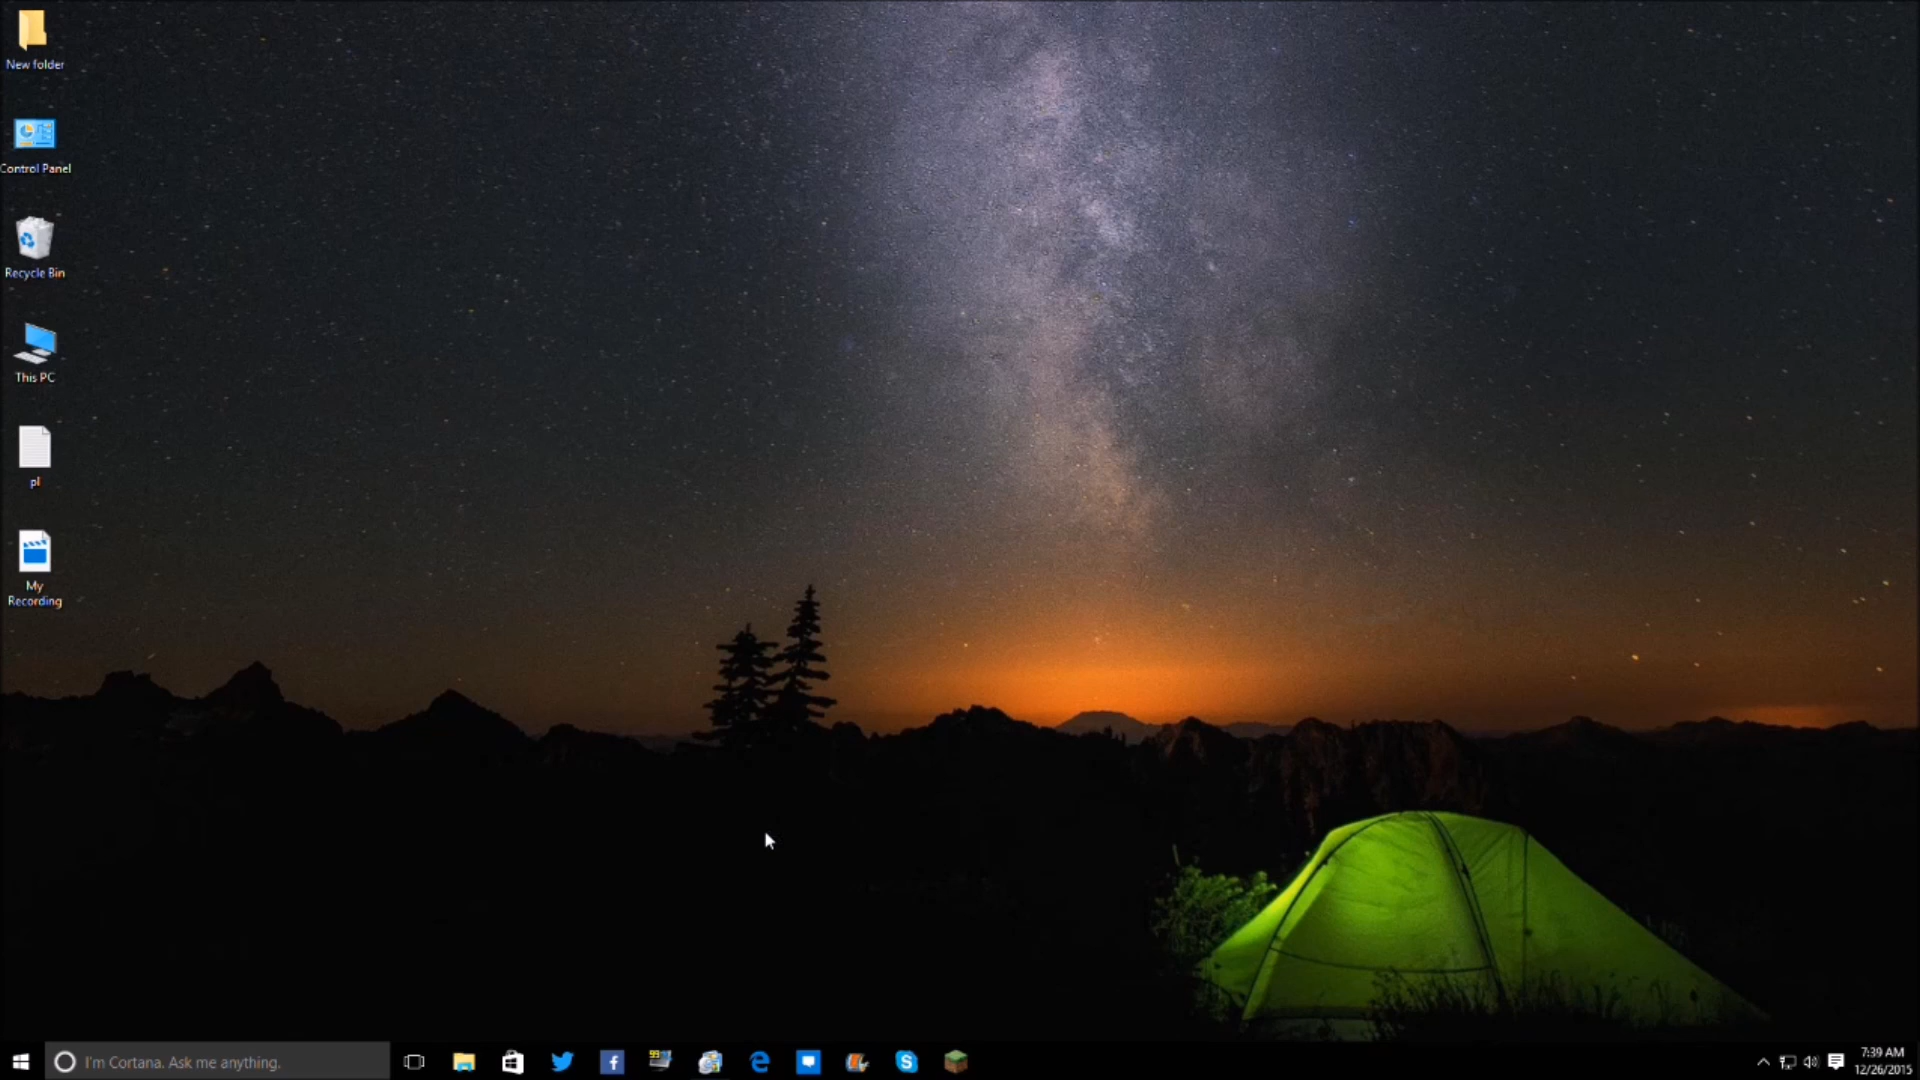 New folder
Control Panel
Recycle Bin
This PC
pl
My
Recording
I'm Cortana. Ask me anything.
99
7:39 AM
12/26/2015